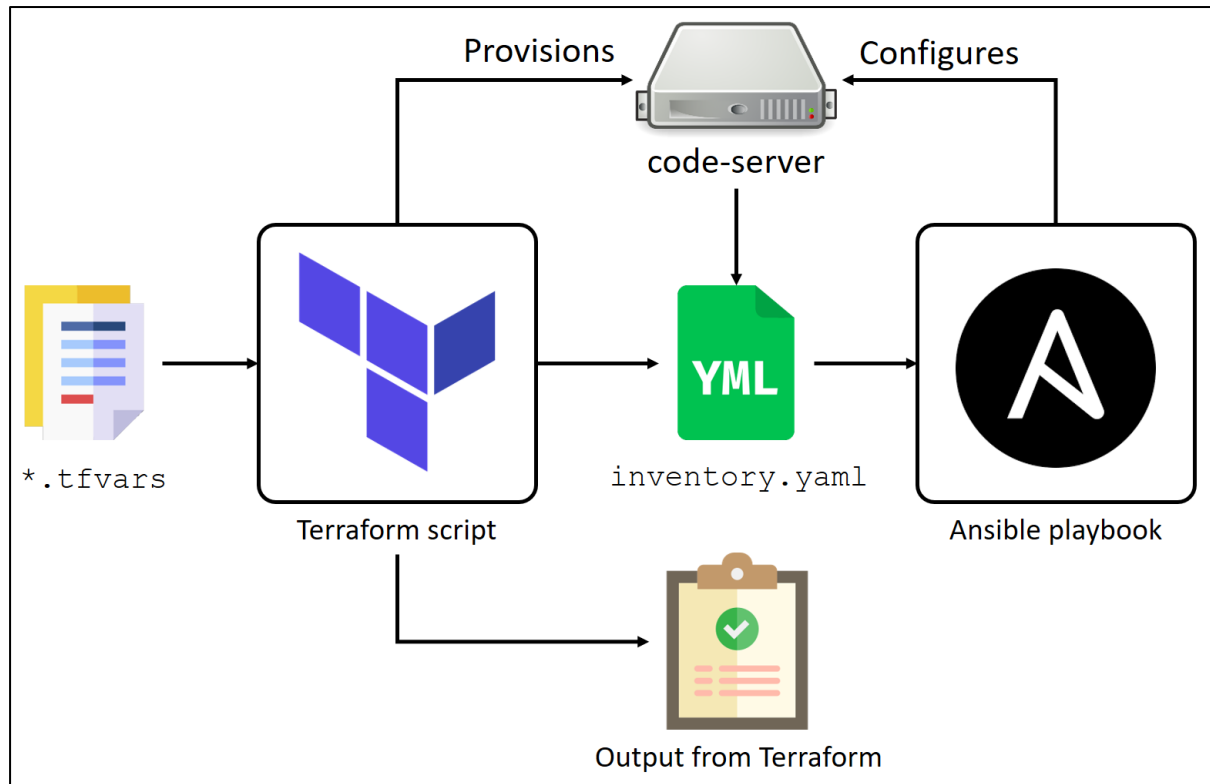 Provisions
Configures
code-server
YML
*.tfvars
inventory.yaml
Terraform script
Ansible playbook
Output from Terraform